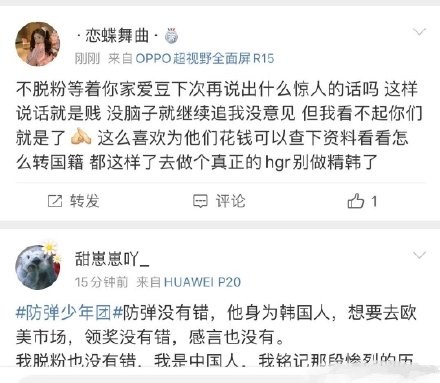 ·恋蝶舞曲·
刚刚 来自 OPPO 超视野全面屏 R15
不脱粉等着你家爱豆下次再说出什么惊人的话吗 这样
说话就是贱 没脑子就继续追我没意见 但我看不起你们
就是了🙏🏻 这么喜欢为他们花钱可以查下资料看看怎
么转国籍 都这样了去做个真正的hgr别做精韩了
转发 评论 1
甜崽崽吖_
15分钟前 来自 HUAWEI P20
#防弹少年团#防弹没有错，他身为韩国人，想要去欧
美市场，领奖没有错，感言也没有。
我脱粉也没有错，我是中国人，我铭记那段惨烈的历